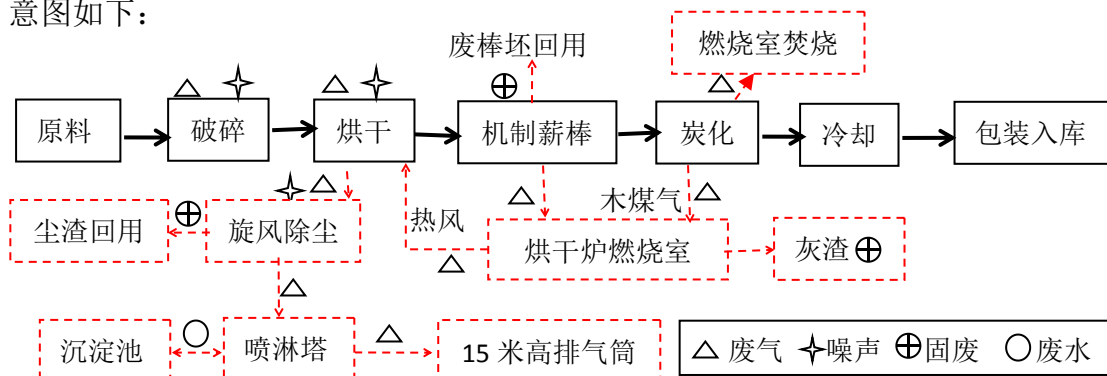 意图如下：
废棒坯回用
燃烧室焚烧
原料
破碎
烘干
机制薪棒
炭化
冷却
包装入库
木煤气
尘渣回用
旋风除尘
热风
烘干炉燃烧室
灰渣
沉淀池
喷淋塔
15 米高排气筒
废气 噪声 固废 废水